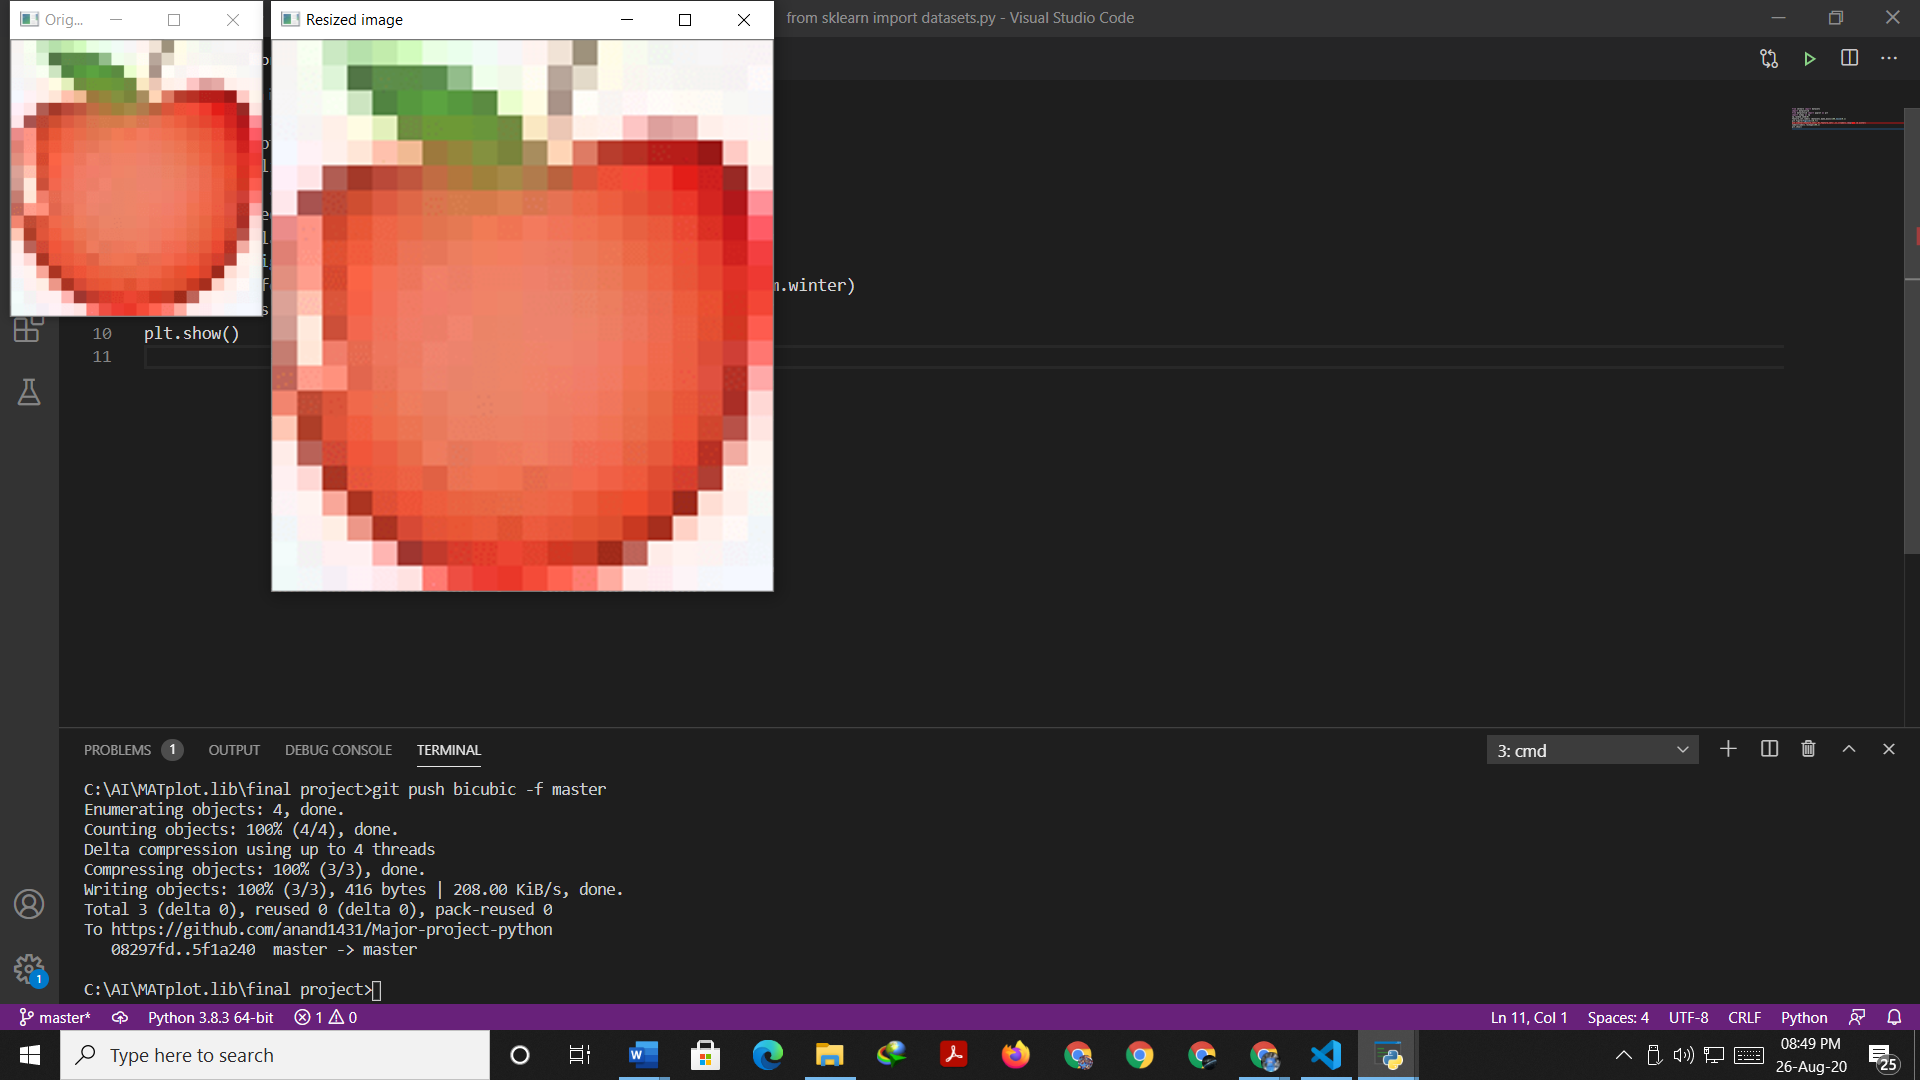 Orig...
Resized image
from sklearn import datasets.py - Visual Studio Code
m.winter)
10 plt.show()
11
PROBLEMS 1 OUTPUT DEBUG CONSOLE TERMINAL
3: cmd
C:\AI\MATplot.lib\final project>git push bicubic -f master
Enumerating objects: 4, done.
Counting objects: 100% (4/4), done.
Delta compression using up to 4 threads
Compressing objects: 100% (3/3), done.
Writing objects: 100% (3/3), 416 bytes | 208.00 KiB/s, done.
Total 3 (delta 0), reused 0 (delta 0), pack-reused 0
To https://github.com/anand1431/Major-project-python
08297fd..5f1a240 master -> master
C:\AI\MATplot.lib\final project>
1
master* Python 3.8.3 64-bit 1 0 Ln 11, Col 1 Spaces: 4 UTF-8 CRLF Python
Type here to search
08:49 PM
26-Aug-20
25